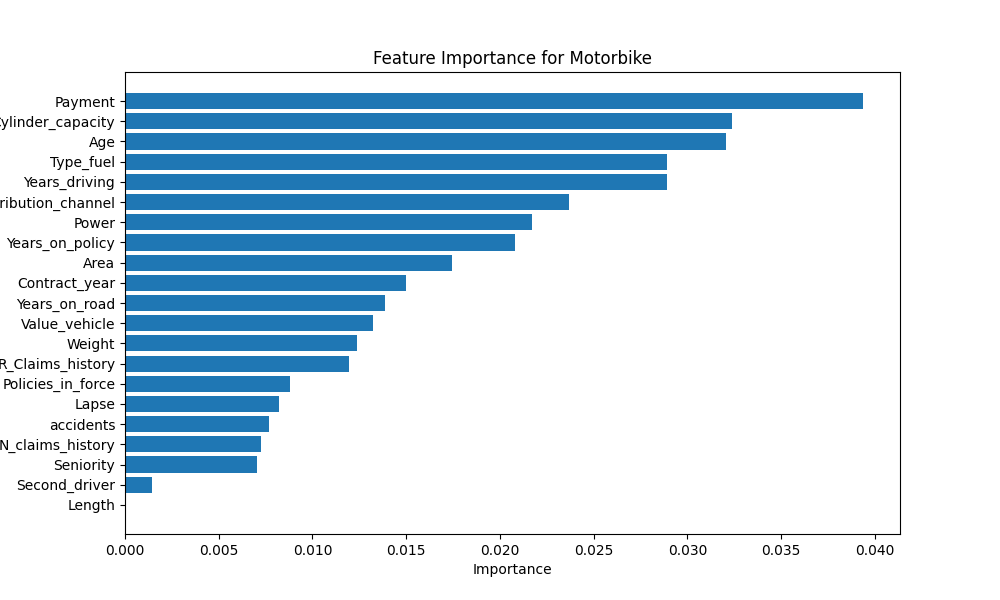 Feature Importance for Motorbike
Payment
Cylinder_capacity
Age
Type_fuel
Years_driving
ribution_channel
Power
Years_on_policy
Area
Contract_year
Years_on_road
Value_vehicle
Weight
R_Claims_history
Policies_in_force
Lapse
accidents
N_claims_history
Seniority
Second_driver
Length
0.000 0.005 0.010 0.015 0.020 0.025 0.030 0.035 0.040
Importance